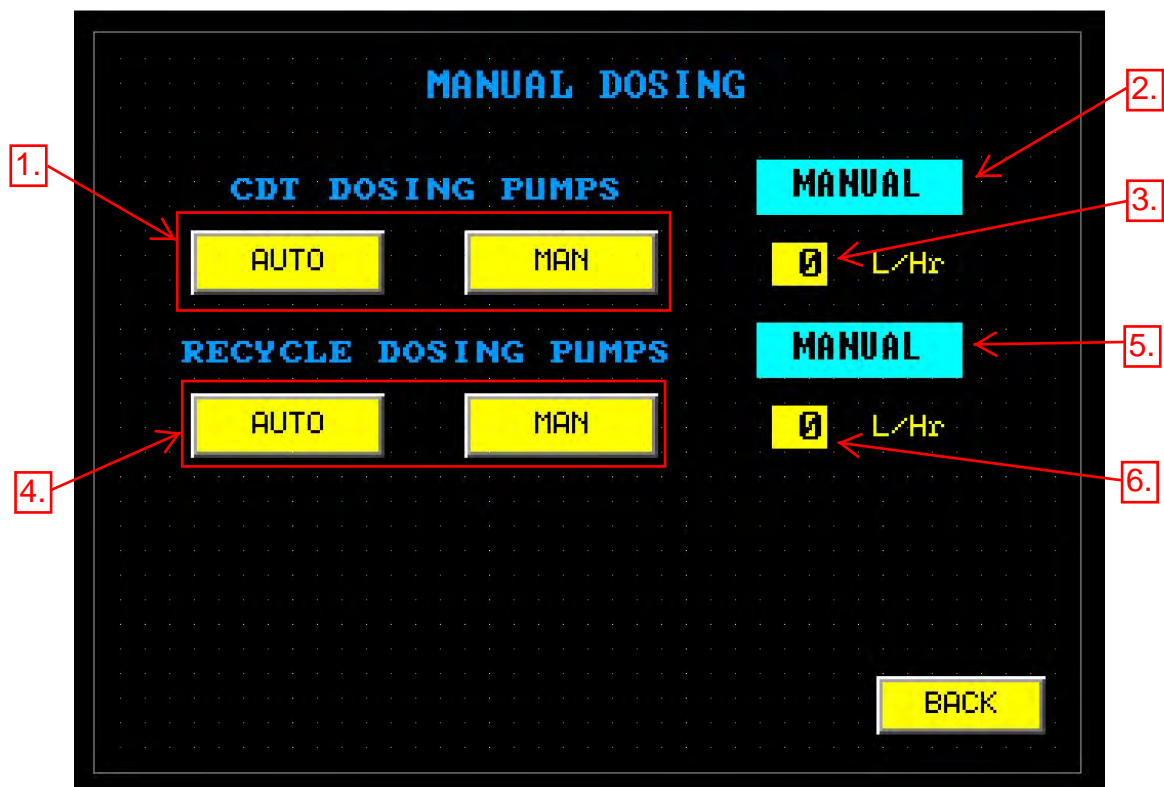 MANUAL DOSING
2.
1.
CDT DOSING PUMPS
MANUAL
3.
AUTO
MAN
0 L/Hr
RECYCLE DOSING PUMPS
MANUAL
5.
AUTO
MAN
0 L/Hr
4.
6.
BACK